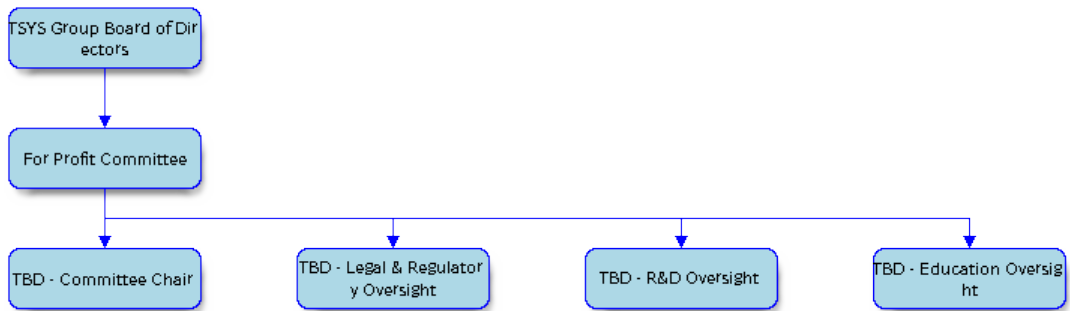 TSYS Group Board of Dir
ectors
For Profit Committee
TBD - Committee Chair
TBD - Legal & Regulator
y Oversight
TBD - R&D Oversight
TBD - Education Oversig
ht